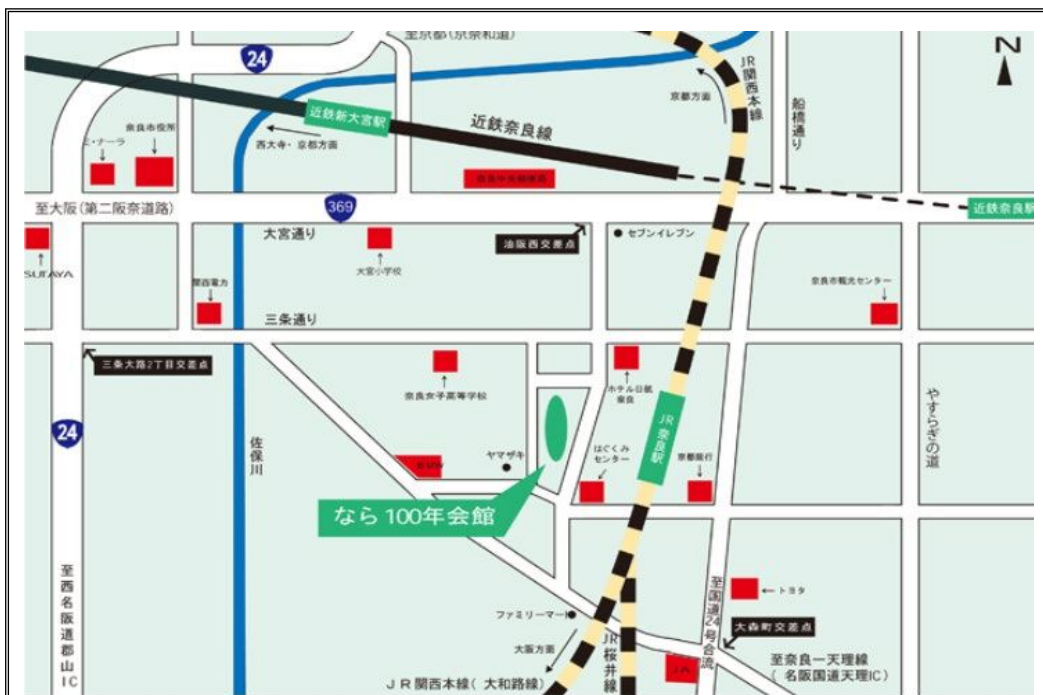 至京都(京奈和道)
24
N
JR関西本線
京都方面
船橋通り
近鉄新大宮駅
近鉄奈良線
奈良市役所
ミ・ナーラ
西大寺・京都方面
至大阪(第二阪奈道路)
369
近鉄奈良駅
大宮通り
油阪西交差点
セブンイレブン
大宮小学校
関西電力
奈良市観光センター
三条通り
三条大路2丁目交差点
奈良女子高等学校
ホテル日航
奈良
JR奈良駅
やすらぎの道
24
佐保川
ヤマザキ
はぐくみ
センター
京都銀行
なら100年会館
至西名阪道郡山IC
ファミリーマート
大阪方面
JR桜井線
至国道24号合流
トヨタ
大森町交差点
JA
JR関西本線(大和路線)
至奈良一天理線
(名阪国道天理IC)